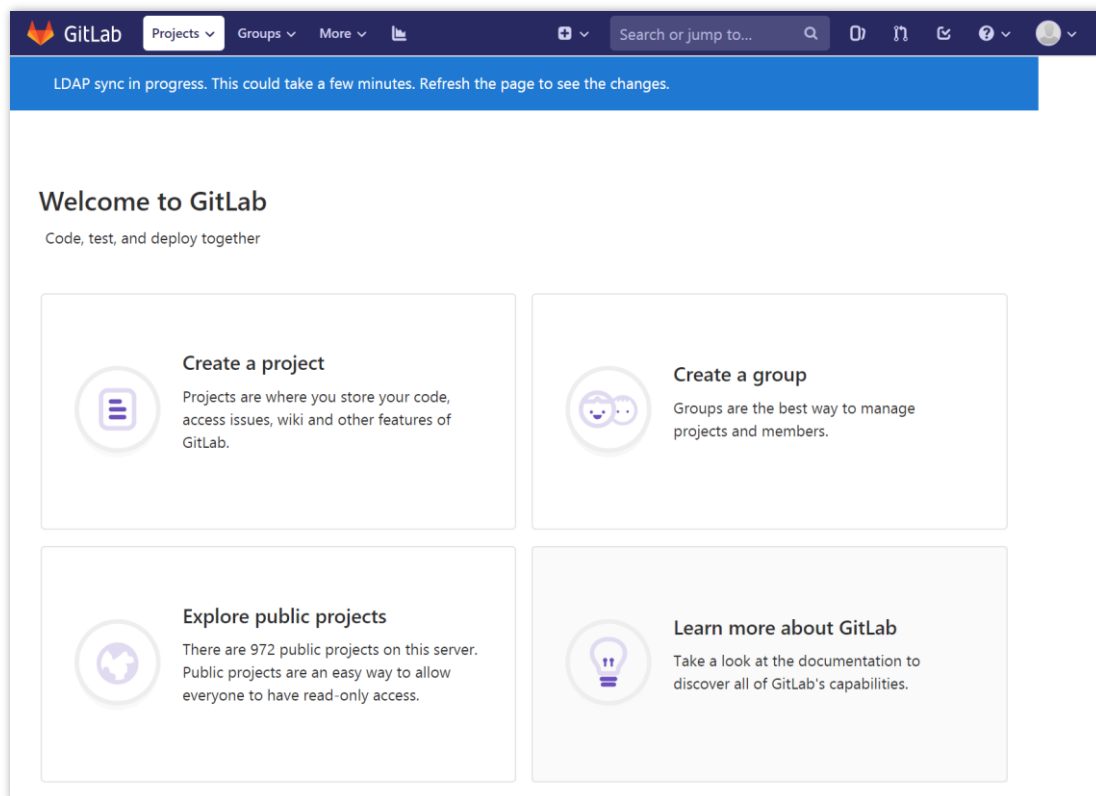 GitLab Projects Groups More Search or jump to...
LDAP sync in progress. This could take a few minutes. Refresh the page to see the changes.
Welcome to GitLab
Code, test, and deploy together
Create a project
Projects are where you store your code,
access issues, wiki and other features of
GitLab.
Create a group
Groups are the best way to manage
projects and members.
Explore public projects
There are 972 public projects on this server.
Public projects are an easy way to allow
everyone to have read-only access.
Learn more about GitLab
Take a look at the documentation to
discover all of GitLab's capabilities.